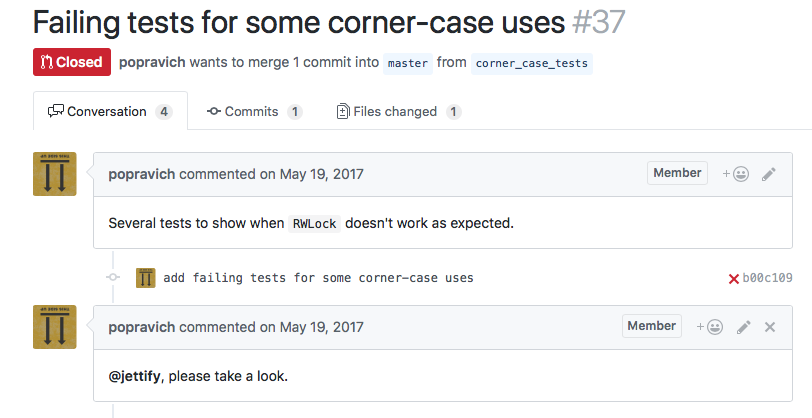 Failing tests for some corner-case uses #37
Closed popravich wants to merge 1 commit into master from corner_case_tests
Conversation 4 Commits 1 Files changed 1
popravich commented on May 19, 2017 Member
Several tests to show when RWLock doesn't work as expected.
add failing tests for some corner-case uses b00c109
popravich commented on May 19, 2017 Member
@jettify, please take a look.